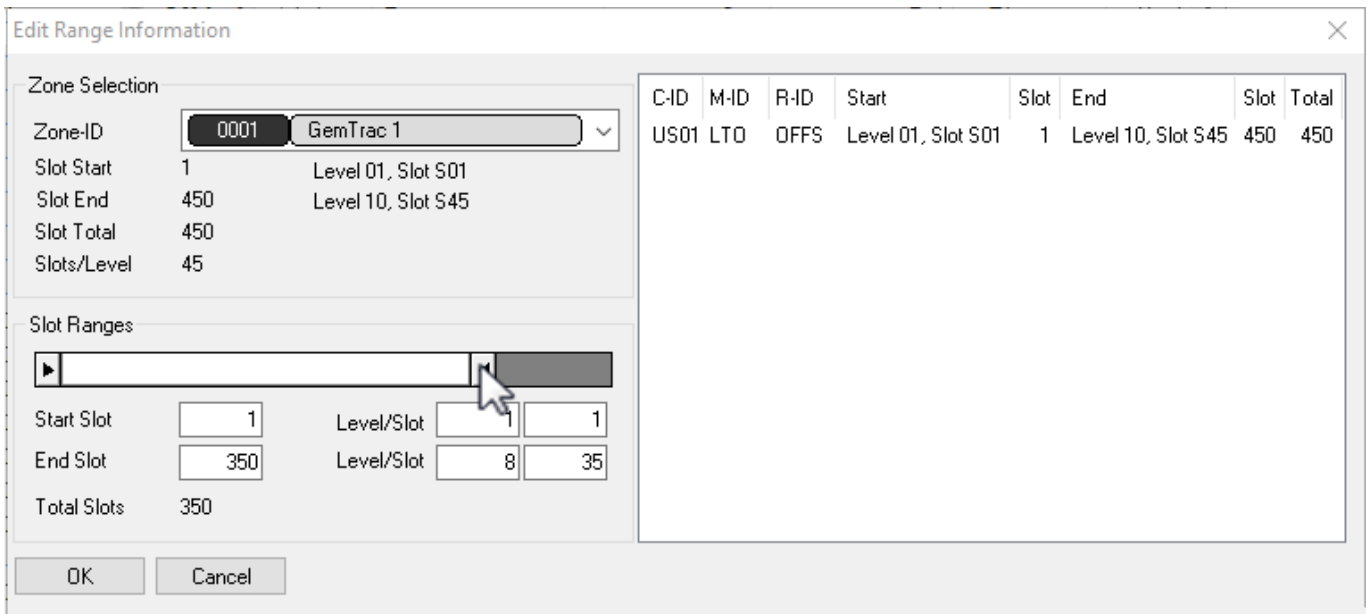 Edit Range Information
Zone Selection
Zone-ID 0001 GemTrac 1
Slot Start 1 Level 01, Slot S01
Slot End 450 Level 10, Slot S45
Slot Total 450
Slots/Level 45
Slot Ranges
Start Slot 1 Level/Slot 1 1
End Slot 350 Level/Slot 8 35
Total Slots 350
OK Cancel
C-ID M-ID R-ID Start Slot End Slot Total
US01 LTO OFFS Level 01, Slot S01 1 Level 10, Slot S45 450 450